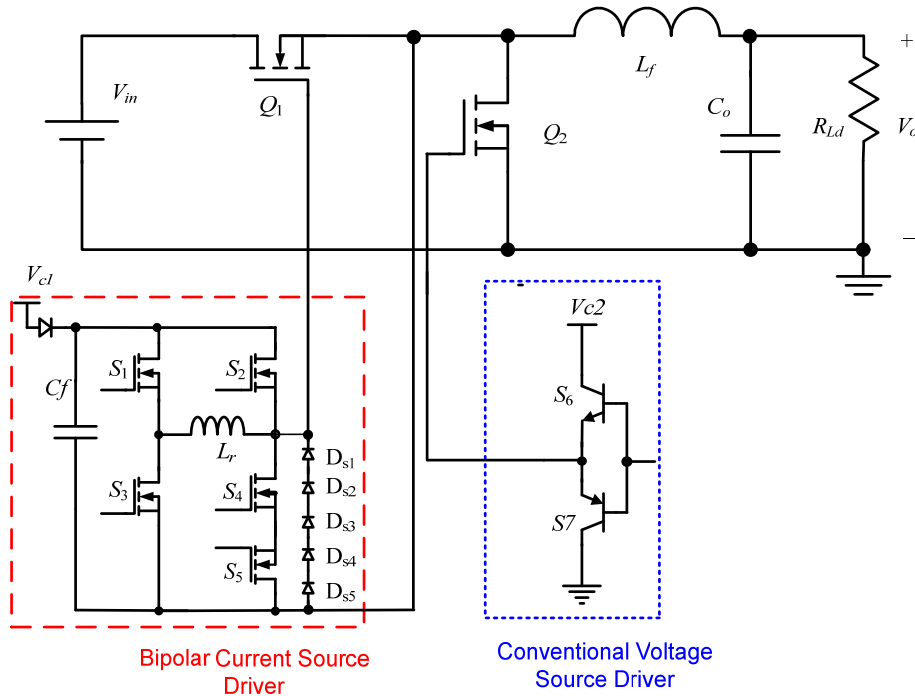 V_in
Q_1
Q_2
L_f
C_o
R_Ld
+
V_o
−
V_c1
Cf
S_1
S_2
L_r
S_3
S_4
S_5
D_s1
D_s2
D_s3
D_s4
D_s5
Vc2
S_6
S7
Bipolar Current Source
Driver
Conventional Voltage
Source Driver